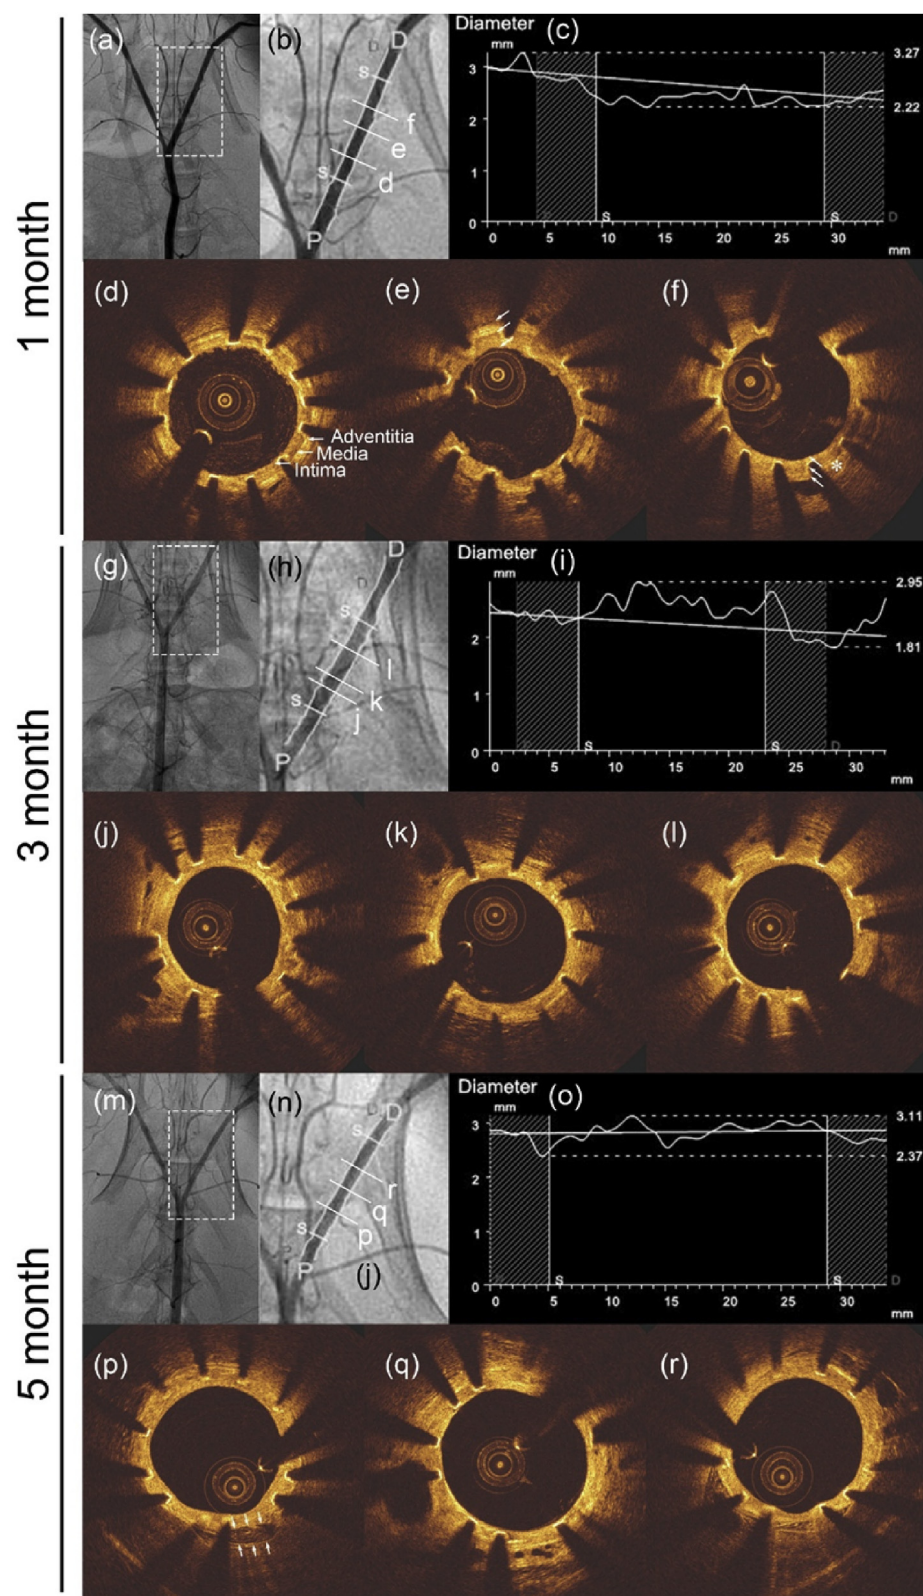 1 month
(a)
(b)
D
D
s
f
e
s
d
P
Diameter
(c)
mm
3.27
3
2.22
2
1
0
S
S
D
0 5 10 15 20 25 30
mm
(d)
(e)
(f)
Adventitia
Media
Intima
*
3 month
(g)
(h)
D
D
s
l
k
s
j
P
Diameter
(i)
mm
2.95
2
1.81
1
0
S
S
D
0 5 10 15 20 25 30
mm
(j)
(k)
(l)
5 month
(m)
(n)
D
D
s
r
q
s
p
P
(j)
Diameter
(o)
mm
3.11
3
2.37
2
1
0
S
S
D
0 5 10 15 20 25 30
mm
(p)
(q)
(r)